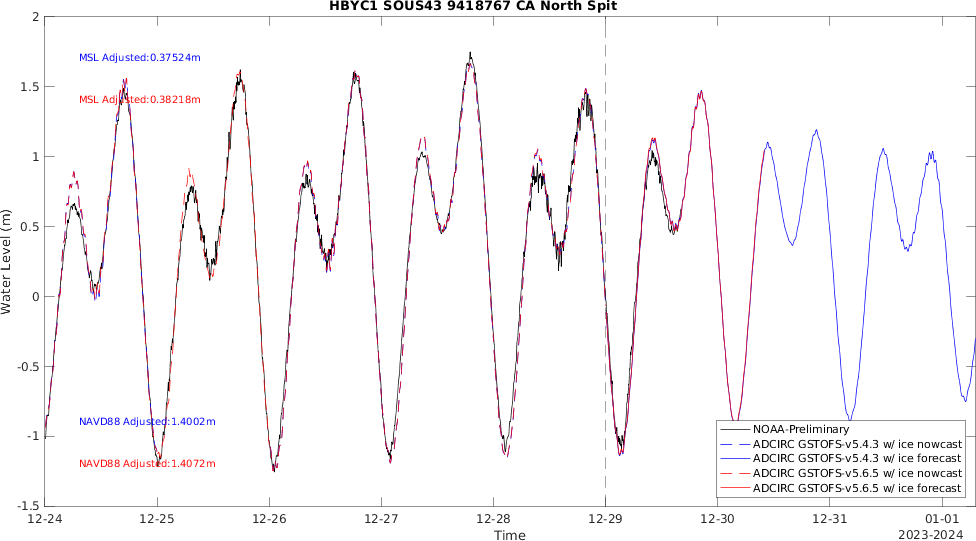 HBYC1 SOUS43 9418767 CA North Spit
2
1.5
1
0.5
0
-0.5
-1
-1.5
Water Level (m)
MSL Adjusted:0.37524m
MSL Adjusted:0.38218m
NAVD88 Adjusted:1.4002m
NAVD88 Adjusted:1.4072m
NOAA-Preliminary
ADCIRC GSTOFS-v5.4.3 w/ ice nowcast
ADCIRC GSTOFS-v5.4.3 w/ ice forecast
ADCIRC GSTOFS-v5.6.5 w/ ice nowcast
ADCIRC GSTOFS-v5.6.5 w/ ice forecast
12-24 12-25 12-26 12-27 12-28 12-29 12-30 12-31 01-01
Time
2023-2024